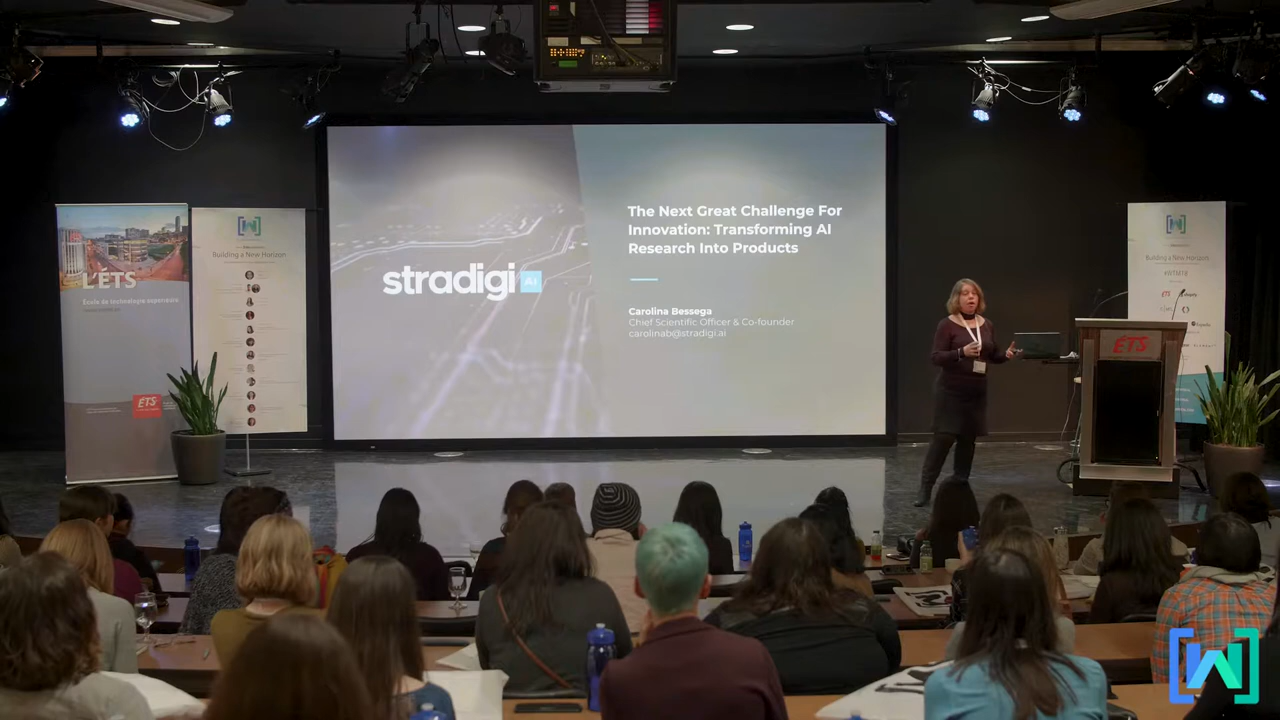 stradigi AI
The Next Great Challenge For
Innovation: Transforming AI
Research Into Products
Carolina Bessega
Chief Scientific Officer & Co-founder
carolinab@stradigi.ai
L'ÉTS
École de technologie supérieure
ÉTS
Building a New Horizon
Building a New Horizon
#WTM18
ÉTS